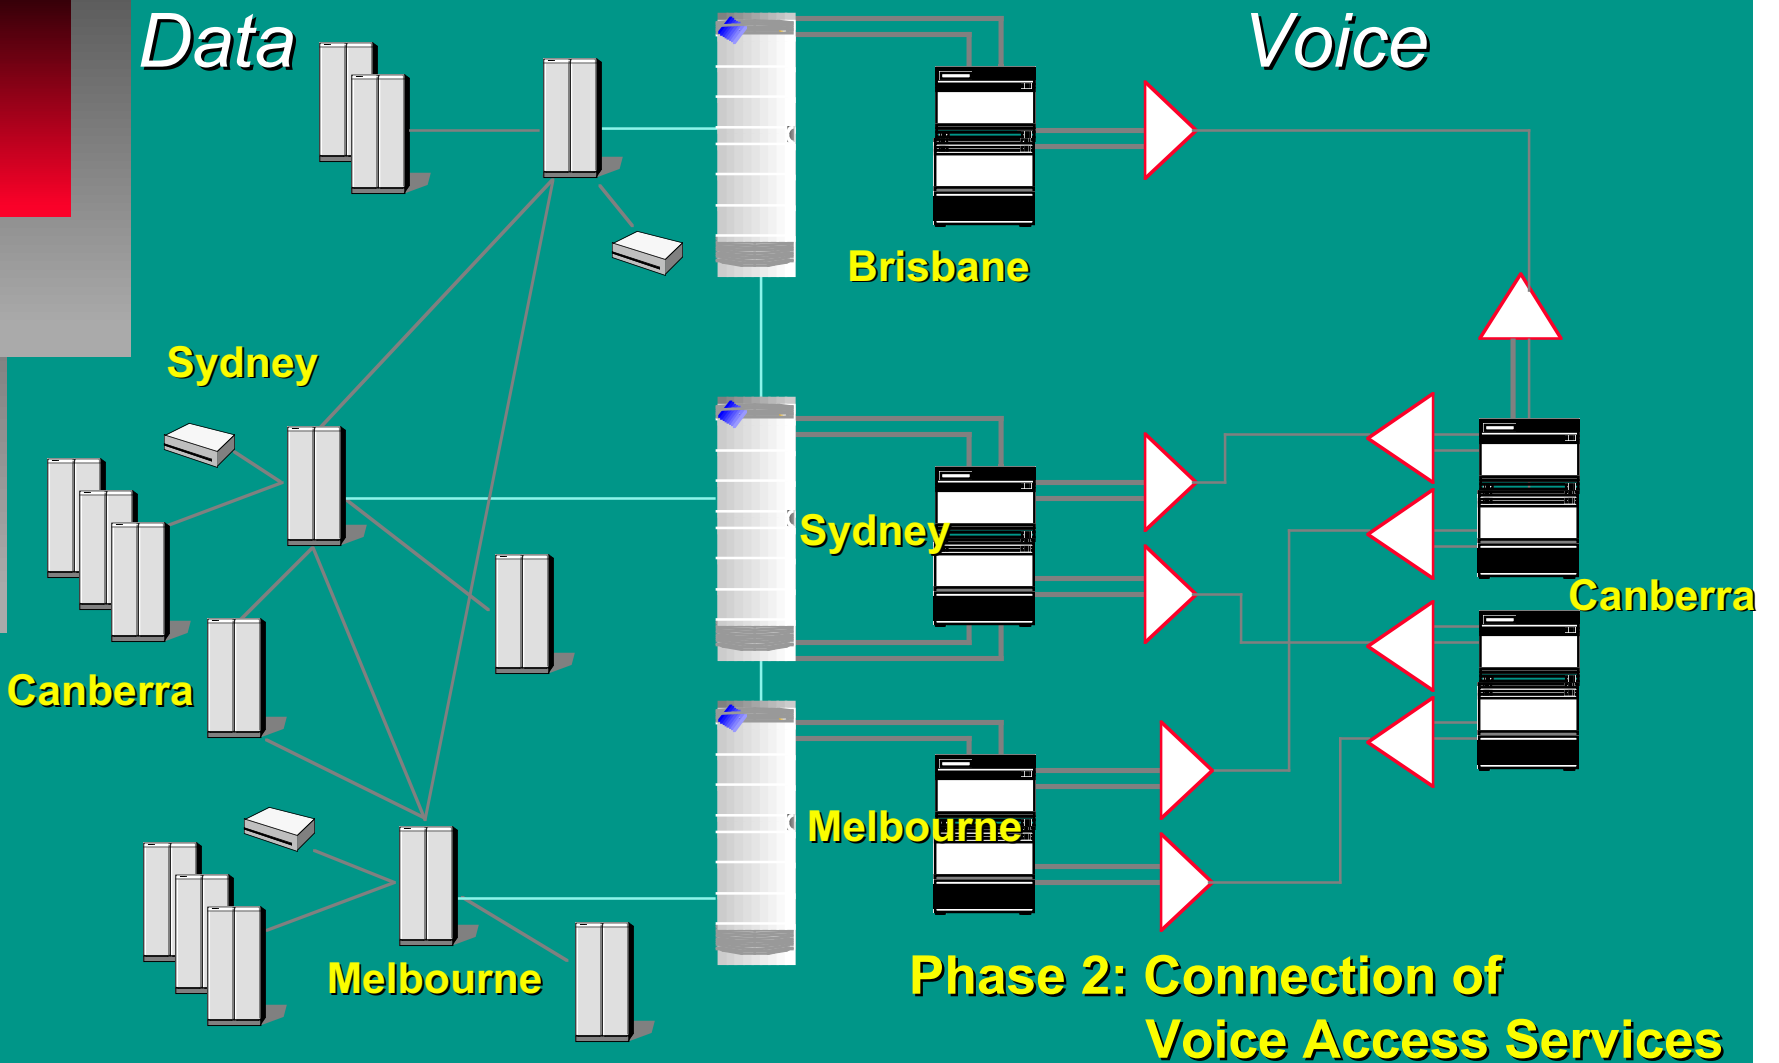 Data
Voice
Brisbane
Sydney
Sydney
Canberra
Canberra
Melbourne
Melbourne
Phase 2: Connection of
Voice Access Services